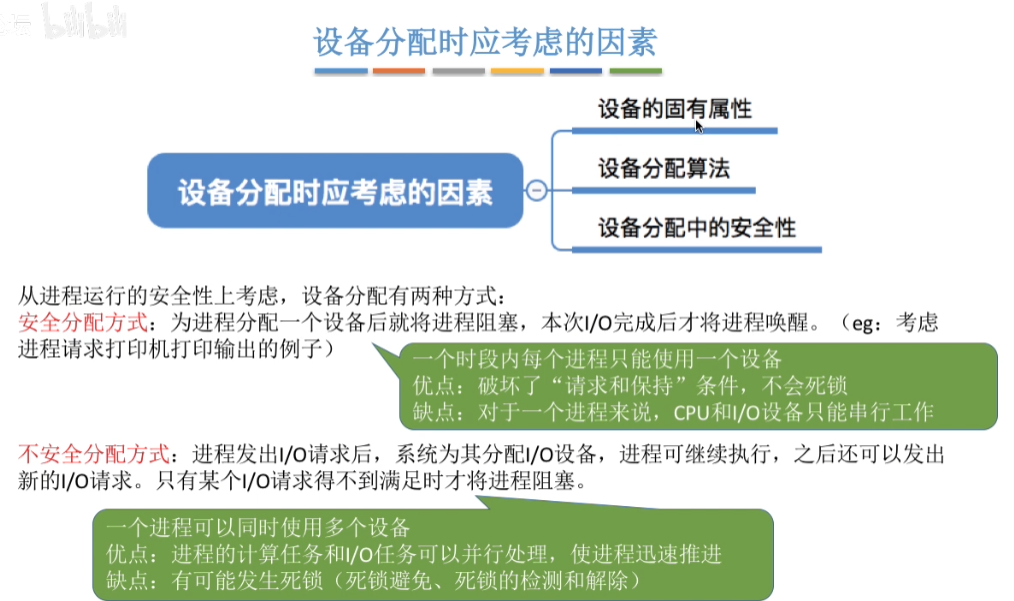 bilibili
设备分配时应考虑的因素
设备的固有属性
设备分配算法
设备分配时应考虑的因素
设备分配中的安全性
从进程运行的安全性上考虑，设备分配有两种方式：
安全分配方式：为进程分配一个设备后就将进程阻塞，本次I/O完成后才将进程唤醒。（eg：考虑
进程请求打印机打印输出的例子）
一个时段内每个进程只能使用一个设备
优点：破坏了“请求和保持”条件，不会死锁
缺点：对于一个进程来说，CPU和I/O设备只能串行工作
不安全分配方式：进程发出I/O请求后，系统为其分配I/O设备，进程可继续执行，之后还可以发出
新的I/O请求。只有某个I/O请求得不到满足时才将进程阻塞。
一个进程可以同时使用多个设备
优点：进程的计算任务和I/O任务可以并行处理，使进程迅速推进
缺点：有可能发生死锁（死锁避免、死锁的检测和解除）